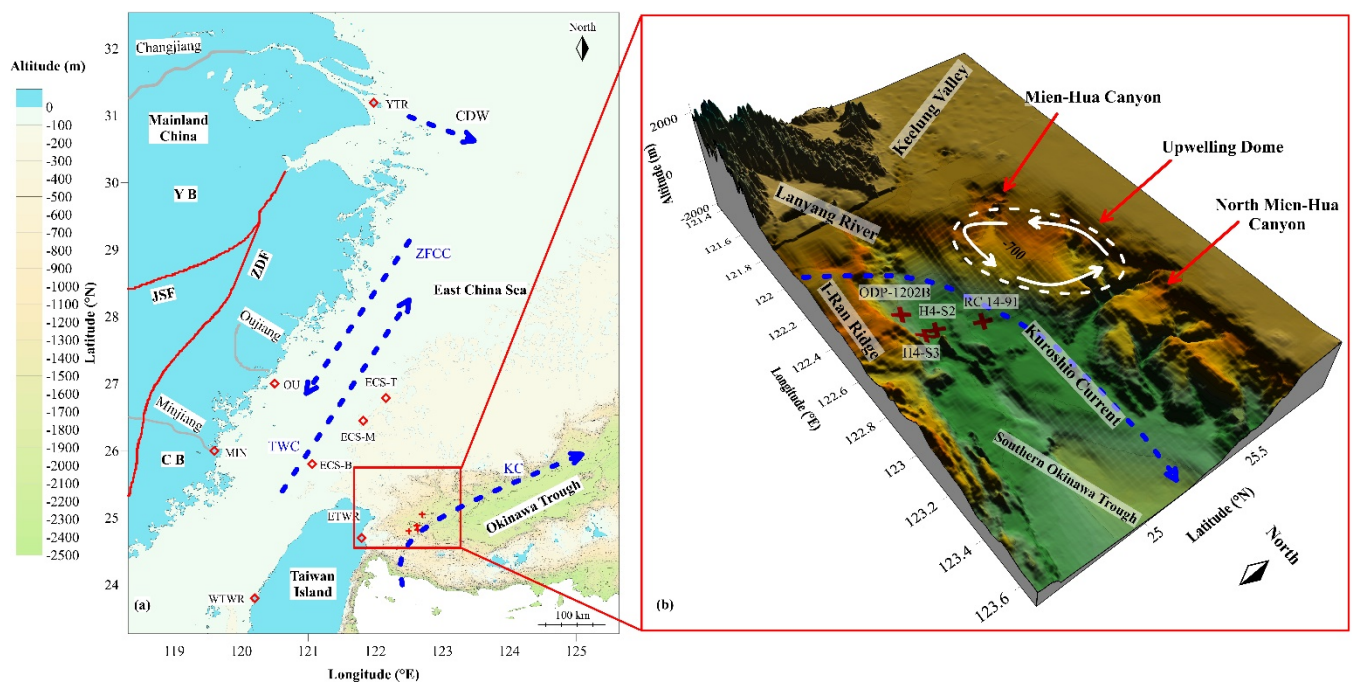 Altitude (m)
0
-100
-200
-300
-400
-500
-600
-700
-800
-900
-1000
-1100
-1200
-1300
-1400
-1500
-1600
-1700
-1800
-1900
-2000
-2100
-2200
-2300
-2400
-2500
Latitude (°N)
32
31
30
29
28
27
26
25
24
Changjiang
North
YTR
CDW
Mainland
China
Y B
ZDF
JSF
ZFCC
East China Sea
Oujiang
OU
ECS-T
ECS-M
Minjiang
MIN
C B
TWC
ECS-B
KC
ETWR
Okinawa Trough
Taiwan
Island
WTWR
(a)
100 km
119
120
121
122
123
124
125
Longitude (°E)
Mien-Hua Canyon
Keelung Valley
Upwelling Dome
2000
0
-2000
Altitude (m)
Lanyang River
North Mien-Hua
Canyon
-700
121.4
121.6
121.8
122
122.2
122.4
122.6
122.8
123
123.2
123.4
123.6
Longitude (°E)
I-Ran Ridge
ODP-1202B
H4-S2
RC 14-91
H4-S3
Kuroshio Current
Southern Okinawa Trough
25.5
25
Latitude (°N)
North
(b)